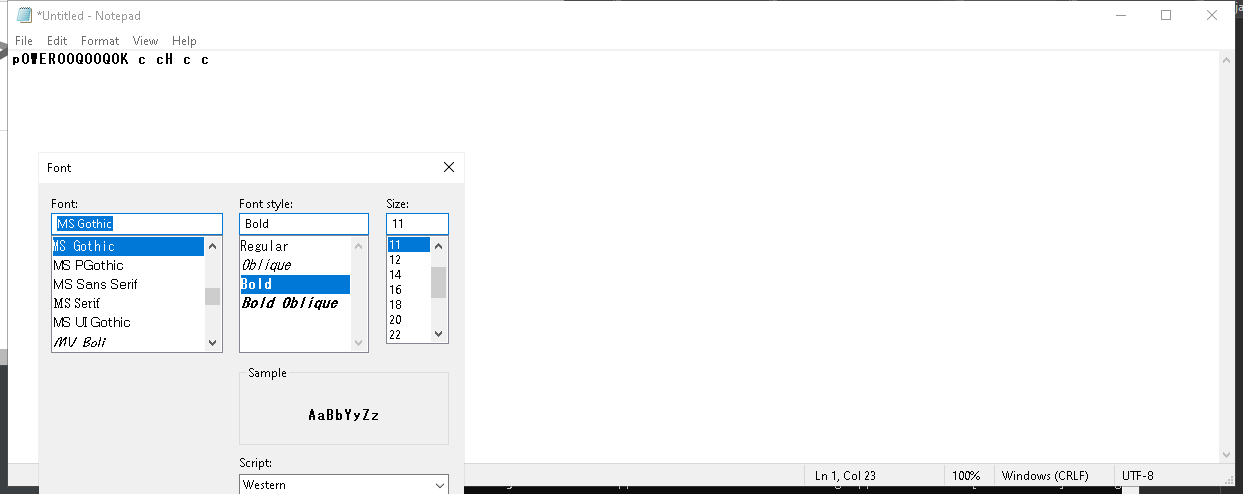 *Untitled - Notepad
File Edit Format View Help
pOWEROOQOOQOK c cH c c
Font
Font: Font style: Size:
MS Gothic Bold 11
MS Gothic Regular 11
MS PGothic Oblique 12
MS Sans Serif Bold 14
MS Serif Bold Oblique 16
MS UI Gothic 18
MV Boli 20
22
Sample
AaBbYyZz
Script:
Western
Ln 1, Col 23 100% Windows (CRLF) UTF-8